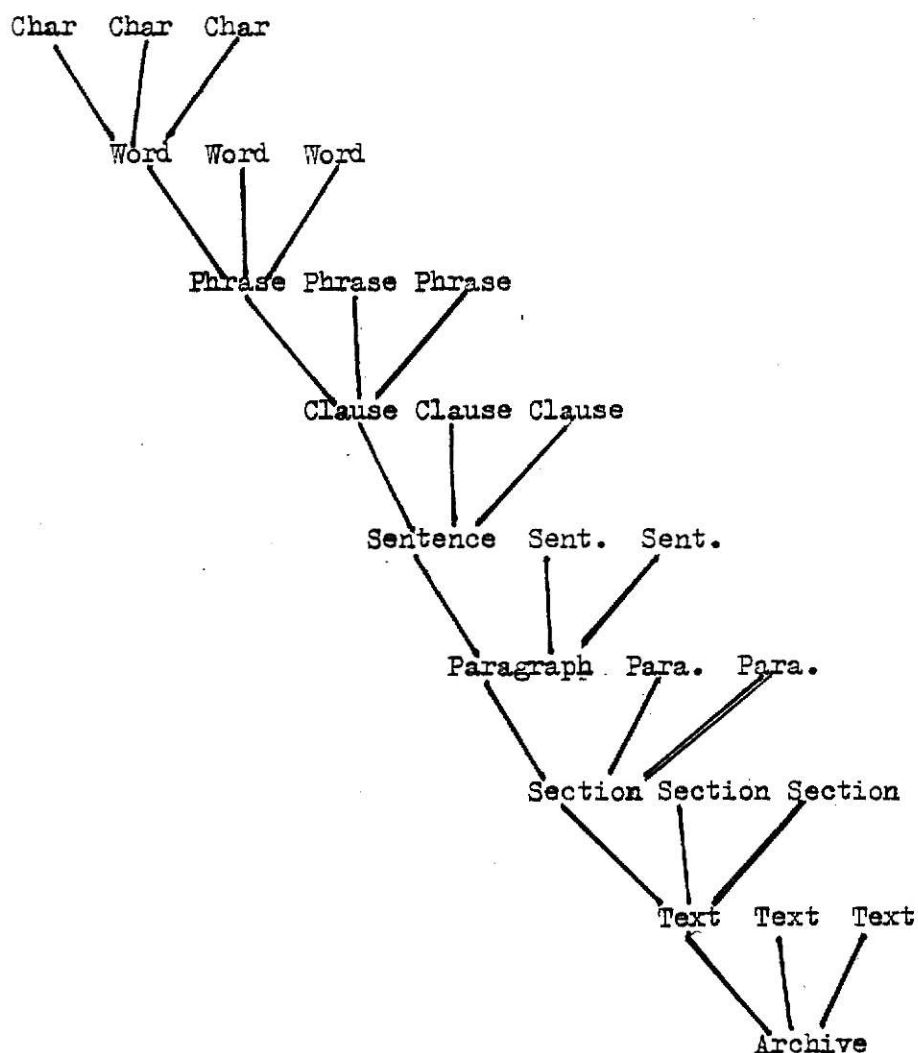 Char Char Char
Word Word Word
Phrase Phrase Phrase
Clause Clause Clause
Sentence Sent. Sent.
Paragraph Para. Para.
Section Section Section
Text Text Text
Archive